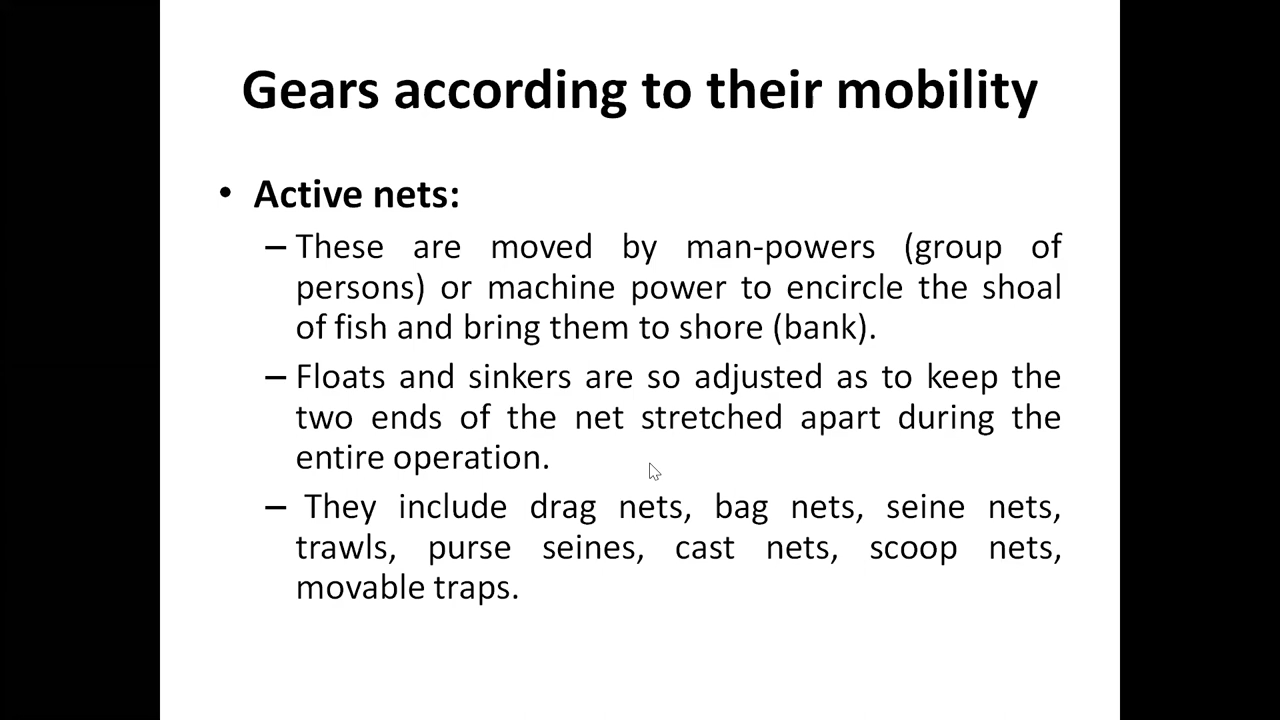 Gears according to their mobility
• Active nets:
– These are moved by man-powers (group of
persons) or machine power to encircle the shoal
of fish and bring them to shore (bank).
– Floats and sinkers are so adjusted as to keep the
two ends of the net stretched apart during the
entire operation.
– They include drag nets, bag nets, seine nets,
trawls, purse seines, cast nets, scoop nets,
movable traps.